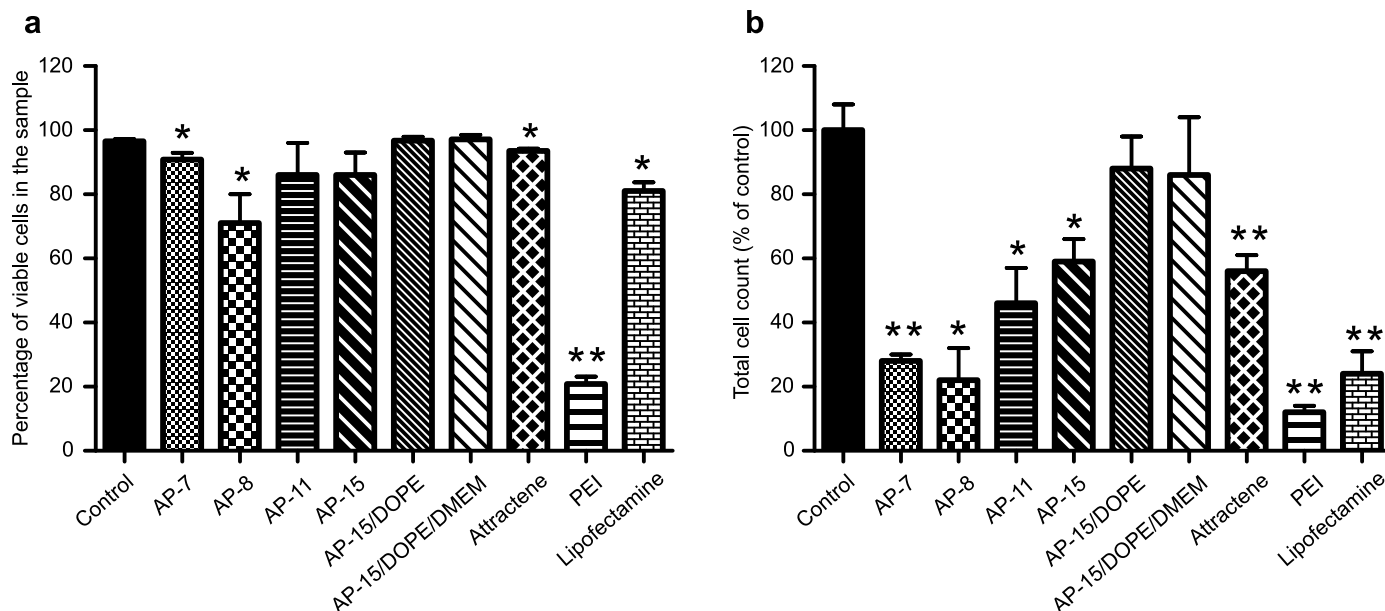 a
Percentage of viable cells in the sample
120
100
80
60
40
20
0
*
*
*
**
*
Control
AP-7
AP-8
AP-11
AP-15
AP-15/DOPE
AP-15/DOPE/DMEM
Attractene
PEI
Lipofectamine
b
Total cell count (% of control)
120
100
80
60
40
20
0
**
*
*
*
**
**
**
Control
AP-7
AP-8
AP-11
AP-15
AP-15/DOPE
AP-15/DOPE/DMEM
Attractene
PEI
Lipofectamine